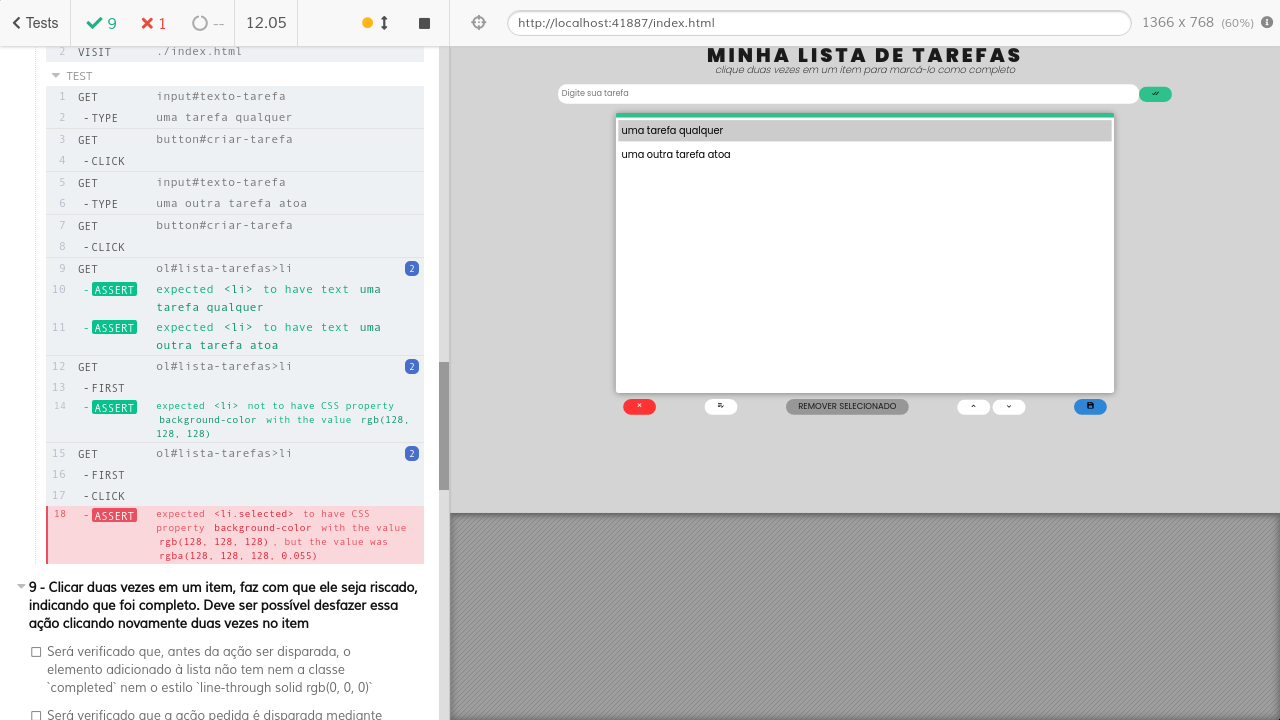 Tests
9
1
--
12.05
http://localhost:41887/index.html
1366 x 768 (60%)
2 VISIT ./index.html
TEST
1 GET input#texto-tarefa
2 -TYPE uma tarefa qualquer
3 GET button#criar-tarefa
4 -CLICK
5 GET input#texto-tarefa
6 -TYPE uma outra tarefa atoa
7 GET button#criar-tarefa
8 -CLICK
9 GET ol#lista-tarefas>li 2
10 -ASSERT expected <li> to have text uma
tarefa qualquer
11 -ASSERT expected <li> to have text uma
outra tarefa atoa
12 GET ol#lista-tarefas>li 2
13 -FIRST
14 -ASSERT expected <li> not to have CSS property
background-color with the value rgb(128,
128, 128)
15 GET ol#lista-tarefas>li 2
16 -FIRST
17 -CLICK
18 -ASSERT expected <li.selected> to have CSS
property background-color with the value
rgb(128, 128, 128), but the value was
rgba(128, 128, 128, 0.055)
9 - Clicar duas vezes em um item, faz com que ele seja riscado,
indicando que foi completo. Deve ser possível desfazer essa
ação clicando novamente duas vezes no item
Será verificado que, antes da ação ser disparada, o
elemento adicionado à lista não tem nem a classe
`completed` nem o estilo `line-through solid rgb(0, 0, 0)`
Será verificado que a ação pedida é disparada mediante
MINHA LISTA DE TAREFAS
clique duas vezes em um item para marcá-lo como completo
Digite sua tarefa
uma tarefa qualquer
uma outra tarefa atoa
REMOVER SELECIONADO